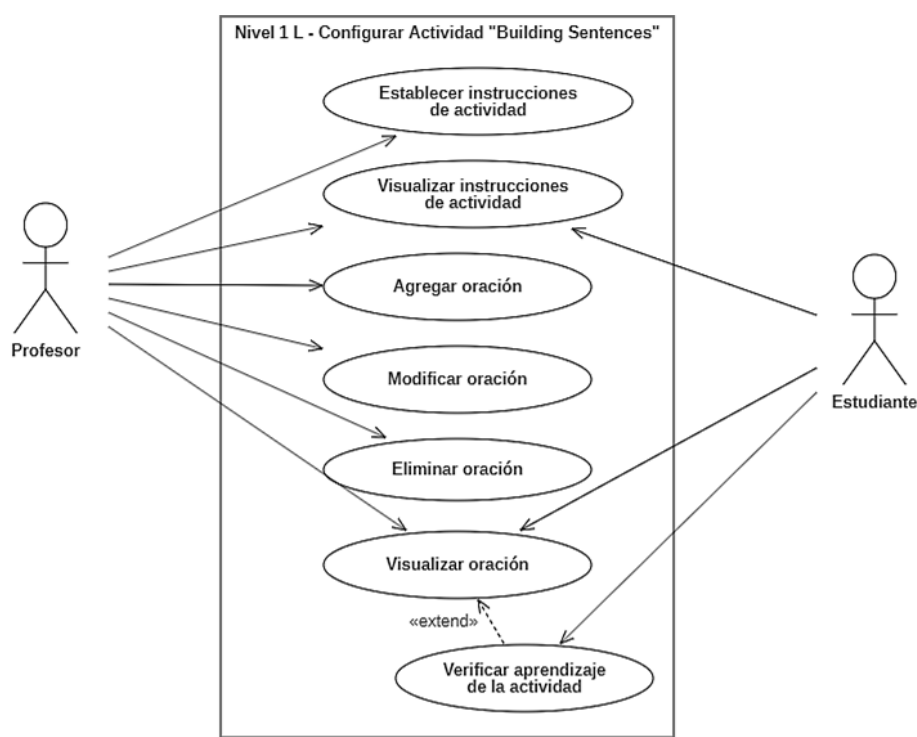 Nivel 1 L - Configurar Actividad "Building Sentences"
Establecer instrucciones
de actividad
Visualizar instrucciones
de actividad
Agregar oración
Profesor
Modificar oración
Estudiante
Eliminar oración
Visualizar oración
«extend»
Verificar aprendizaje
de la actividad